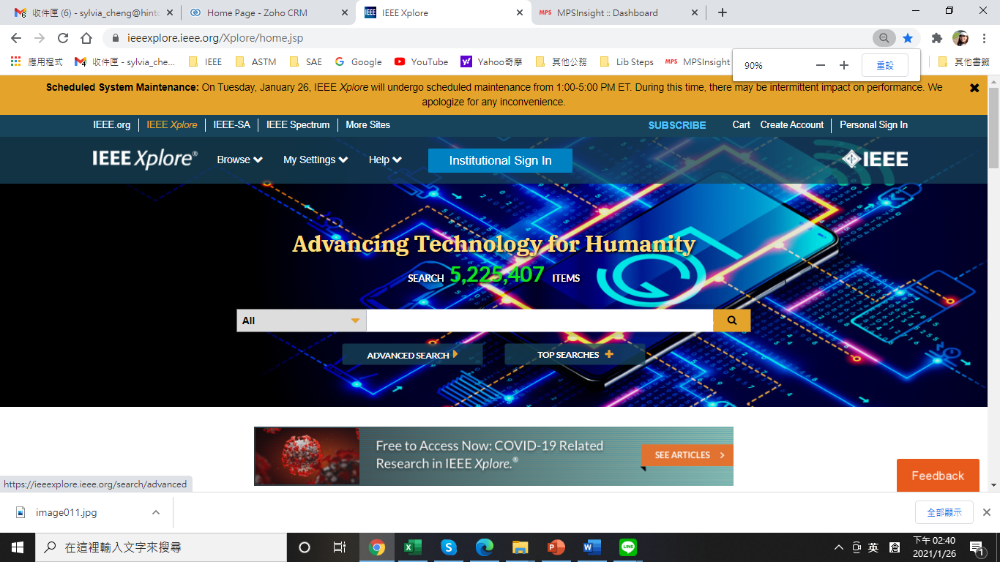 收件匣 (6) - sylvia_cheng@hint
Home Page - Zoho CRM
IEEE Xplore
MPS
MPSInsight :: Dashboard
ieeexplore.ieee.org/Xplore/home.jsp
應用程式
收件匣 - sylvia_che...
IEEE
ASTM
SAE
Google
YouTube
Yahoo奇摩
其他公務
Lib Steps
MPS MPSInsight
其他書籤
90%
重設
Scheduled System Maintenance: On Tuesday, January 26, IEEE Xplore will undergo scheduled maintenance from 1:00-5:00 PM ET. During this time, there may be intermittent impact on performance. We
apologize for any inconvenience.
IEEE.org
IEEE Xplore
IEEE-SA
IEEE Spectrum
More Sites
SUBSCRIBE
Cart
Create Account
Personal Sign In
IEEE Xplore®
Browse
My Settings
Help
Institutional Sign In
IEEE
Advancing Technology for Humanity
SEARCH 5,225,407 ITEMS
All
ADVANCED SEARCH
TOP SEARCHES
Free to Access Now: COVID-19 Related
Research in IEEE Xplore.®
SEE ARTICLES
Feedback
https://ieeexplore.ieee.org/search/advanced
image011.jpg
全部顯示
在這裡輸入文字來搜尋
英
倉
下午 02:40
2021/1/26
1